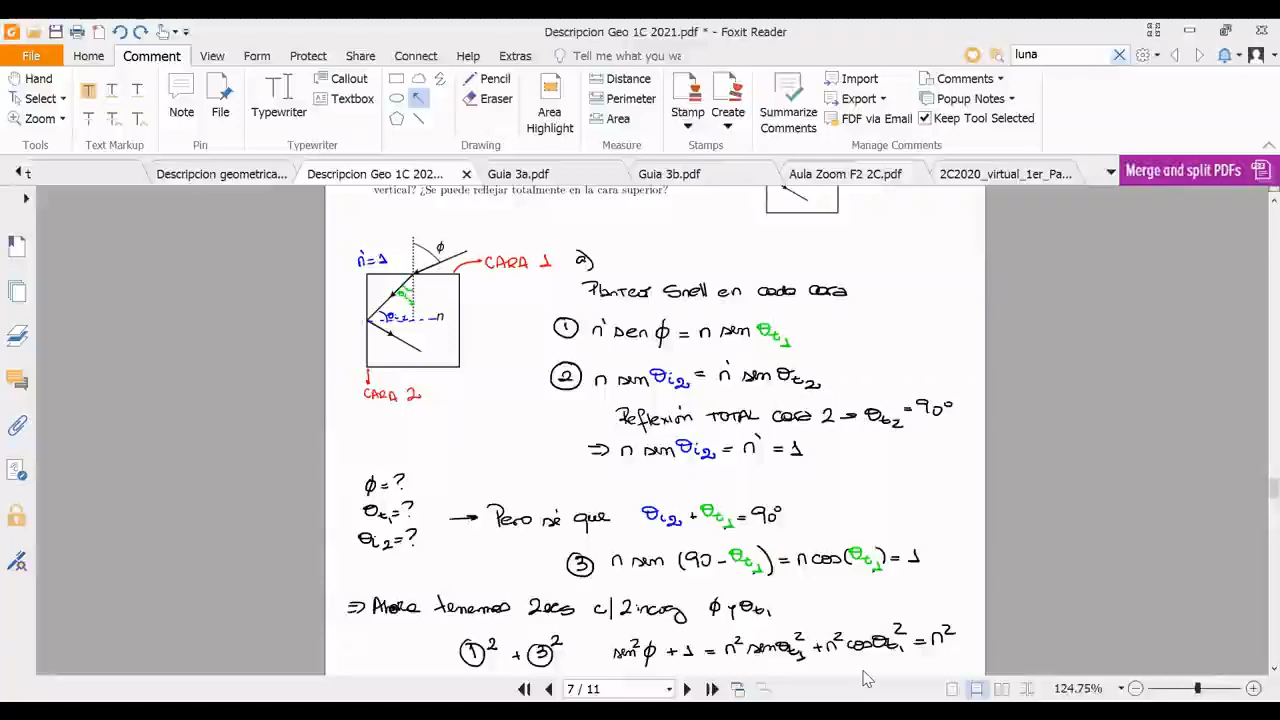 Descripcion Geo 1C 2021.pdf * - Foxit Reader
File Home Comment View Form Protect Share Connect Help Extras Tell me what you wa luna
Hand
Select
Zoom
Note
File
Typewriter
Callout
Textbox
Pencil
Eraser
Area Highlight
Distance
Perimeter
Area
Stamp
Create
Summarize Comments
Import
Export
FDF via Email
Comments
Popup Notes
Keep Tool Selected
Tools Text Markup Pin Typewriter Drawing Measure Stamps Manage Comments
t Descripcion geometrica... Descripcion Geo 1C 202... Guia 3a.pdf Guia 3b.pdf Aula Zoom F2 2C.pdf 2C2020_virtual_1er_Pa... Merge and split PDFs
vertical? ¿Se puede reflejar totalmente en la cara superior?
n'=1
ϕ
CARA 1
θt1
θi2
n
CARA 2
a)
Plantear Snell en cada cara
① n' sen ϕ = n sen θt1
② n sen θi2 = n' sen θt2
Reflexión TOTAL cara 2 → θt2 = 90°
⇒ n sen θi2 = n' = 1
ϕ = ?
θt1 = ?
θi2 = ?
→ Pero sé que θi2 + θt1 = 90°
③ n sen (90 - θt1) = n cos(θt1) = 1
⇒ Ahora tenemos 2 ecs c/ 2 incog ϕ y θt1
①² + ③² sen²ϕ + 1 = n² sen θt1² + n² cos θt1² = n²
7 / 11
124.75%